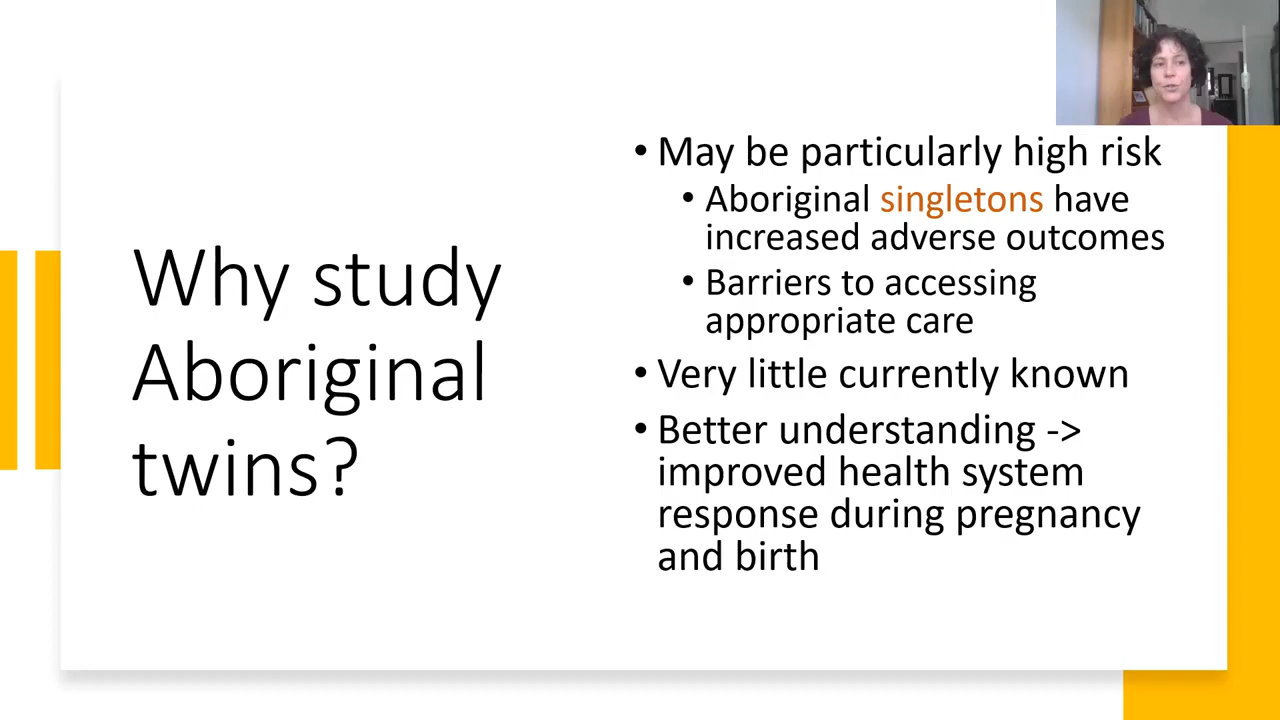 Why study
Aboriginal
twins?
• May be particularly high risk
• Aboriginal singletons have
increased adverse outcomes
• Barriers to accessing
appropriate care
• Very little currently known
• Better understanding ->
improved health system
response during pregnancy
and birth